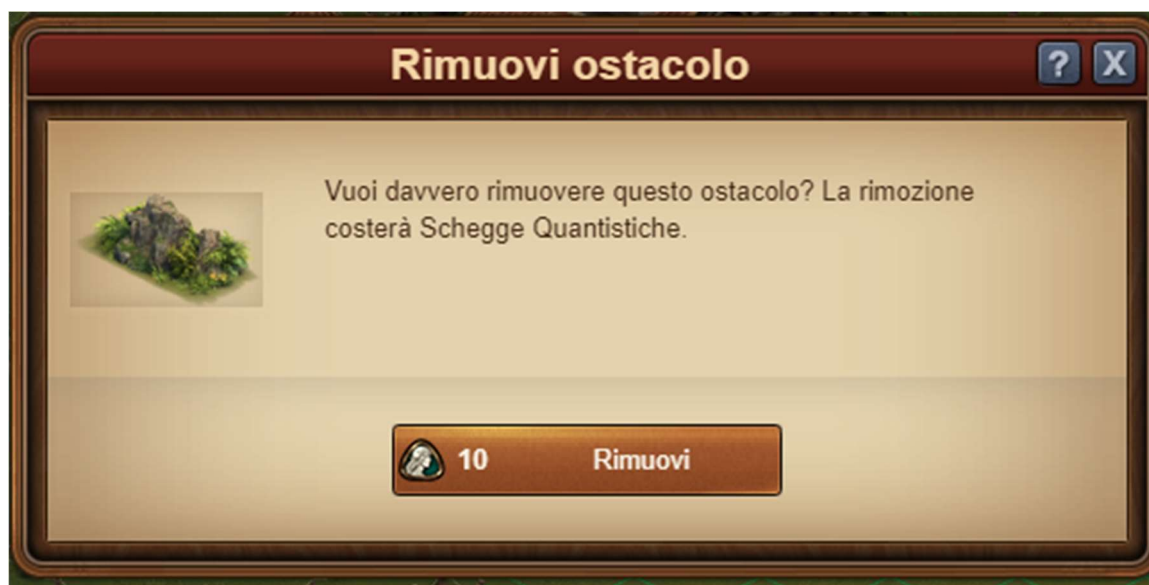 Rimuovi ostacolo
? X
Vuoi davvero rimuovere questo ostacolo? La rimozione
costerà Schegge Quantistiche.
10 Rimuovi